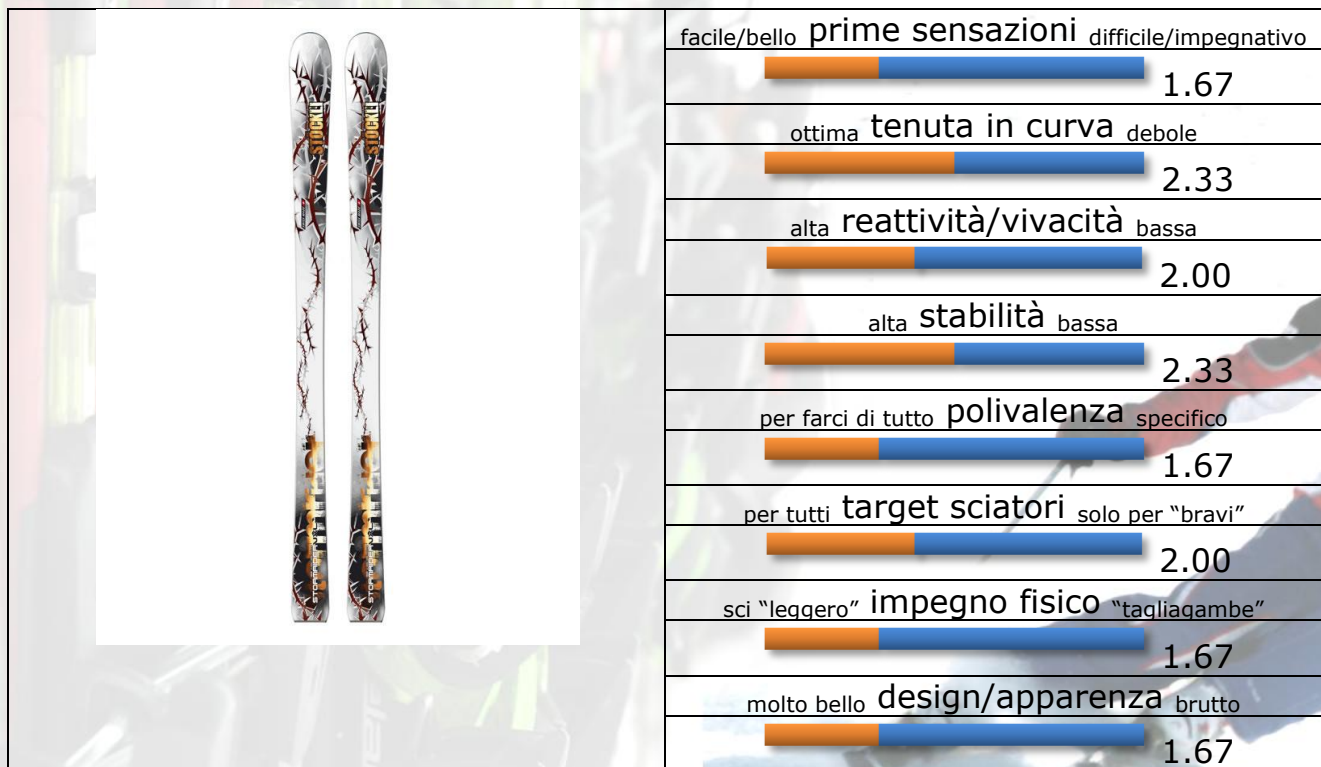 STOCKLI
STOCKLI
facile/bello prime sensazioni difficile/impegnativo
1.67
ottima tenuta in curva debole
2.33
alta reattività/vivacità bassa
2.00
alta stabilità bassa
2.33
per farci di tutto polivalenza specifico
1.67
per tutti target sciatori solo per “bravi”
2.00
sci “leggero” impegno fisico “tagliagambe”
1.67
molto bello design/apparenza brutto
1.67